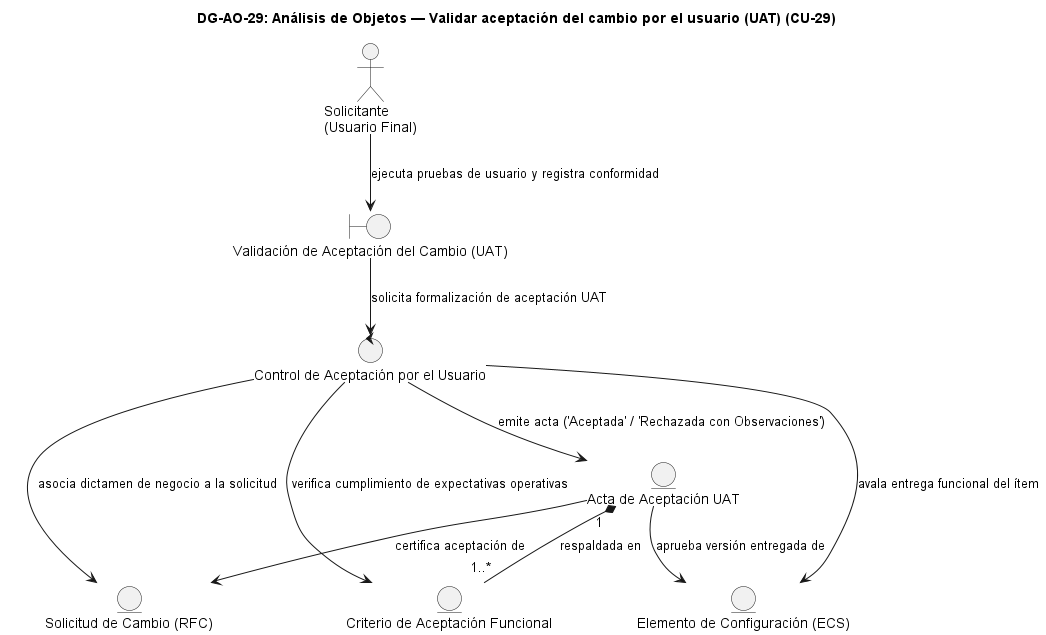 DG-AO-29: Análisis de Objetos — Validar aceptación del cambio por el usuario (UAT) (CU-29)
Solicitante
(Usuario Final)
ejecuta pruebas de usuario y registra conformidad
Validación de Aceptación del Cambio (UAT)
solicita formalización de aceptación UAT
Control de Aceptación por el Usuario
emite acta ('Aceptada' / 'Rechazada con Observaciones')
asocia dictamen de negocio a la solicitud
verifica cumplimiento de expectativas operativas
avala entrega funcional del ítem
Acta de Aceptación UAT
1
certifica aceptación de
respaldada en
aprueba versión entregada de
1..*
Solicitud de Cambio (RFC)
Criterio de Aceptación Funcional
Elemento de Configuración (ECS)